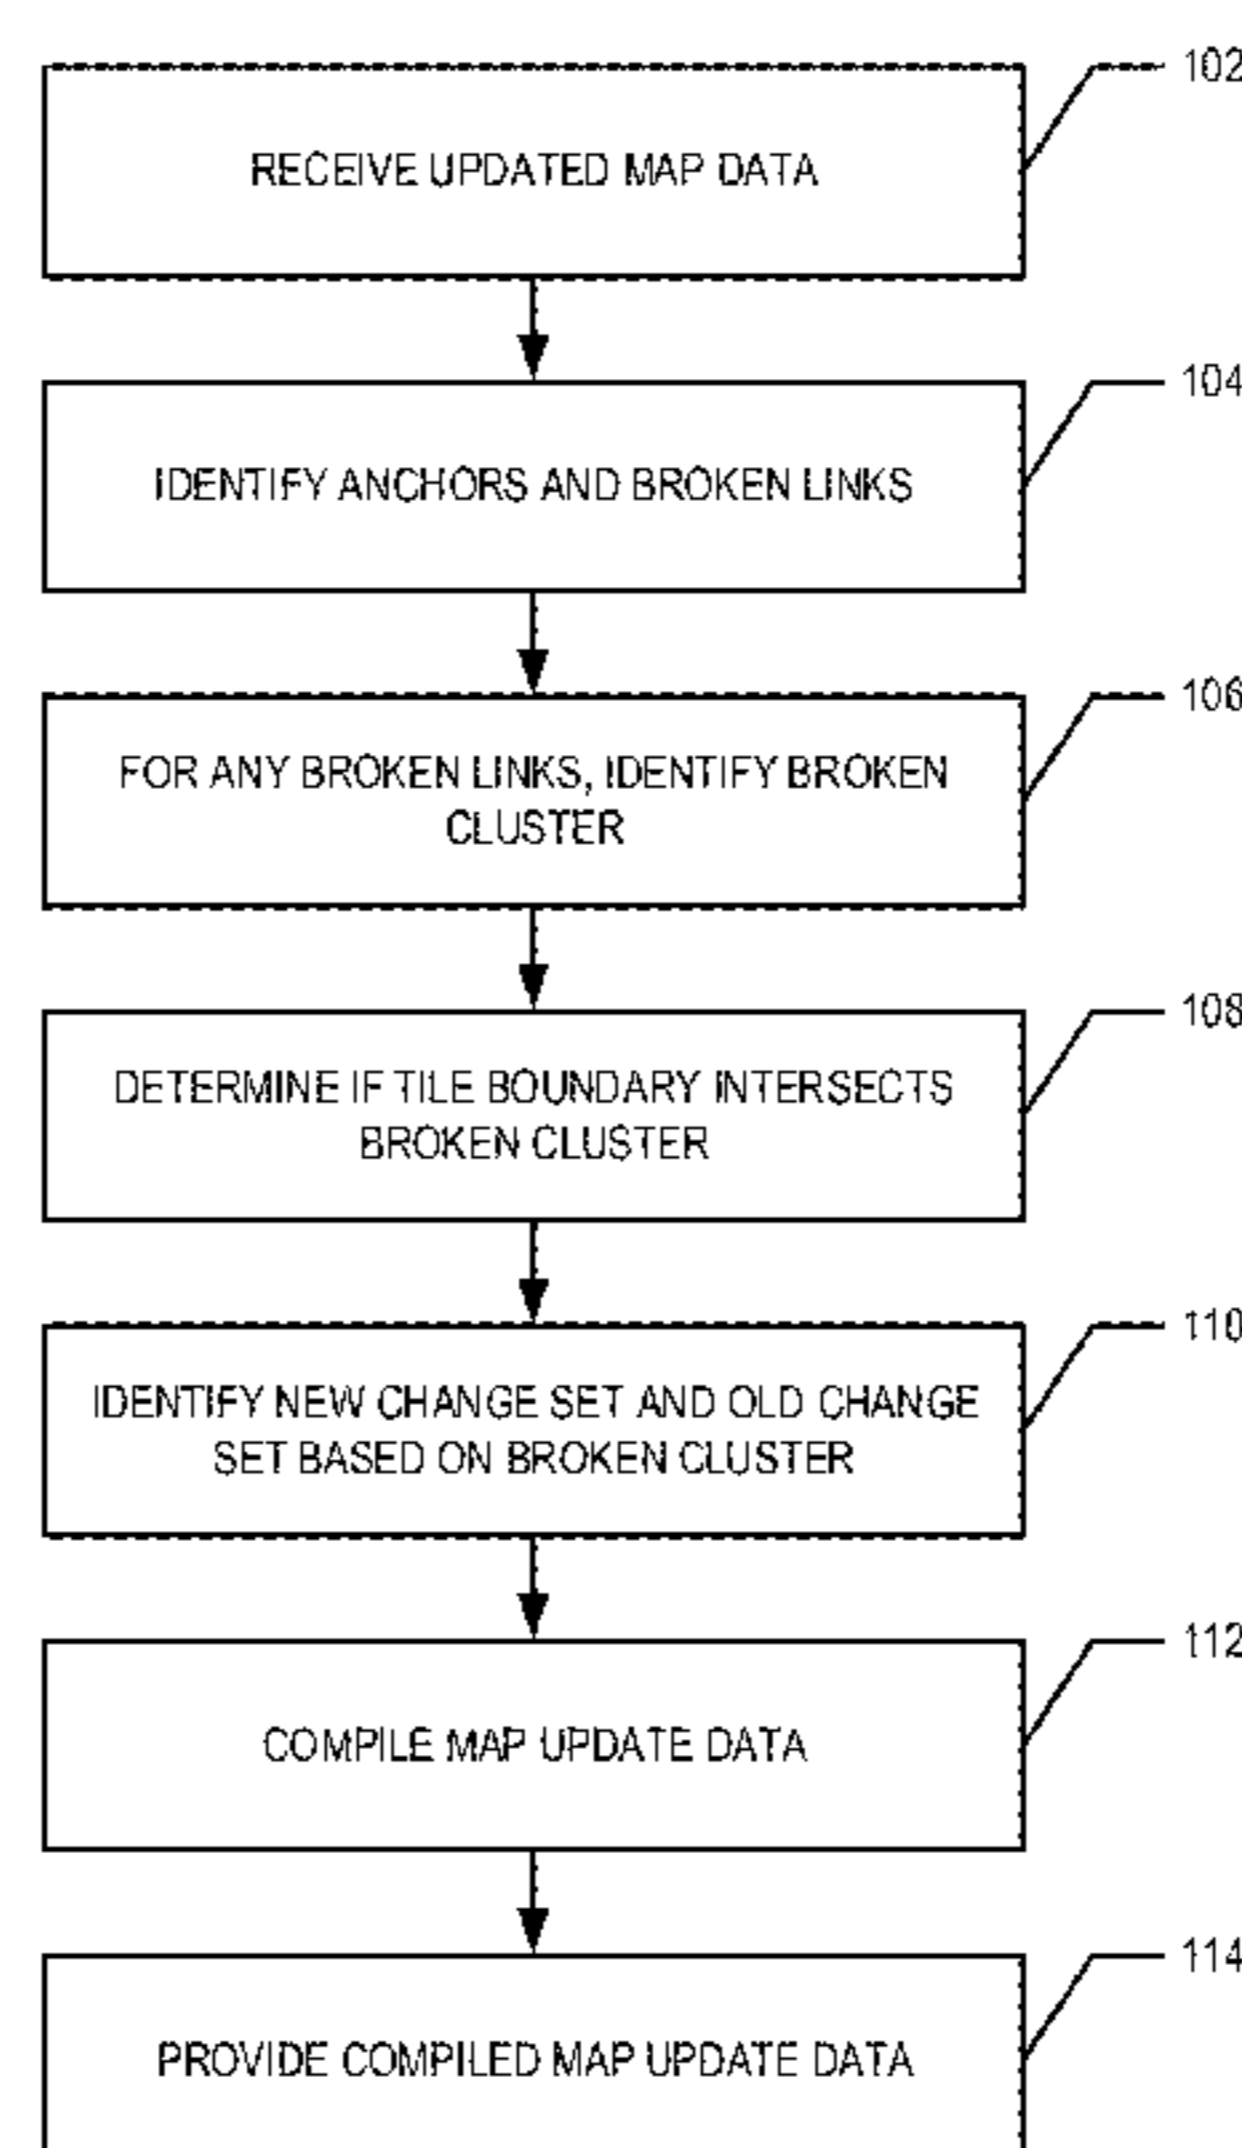 102
RECEIVE UPDATED MAP DATA
104
IDENTIFY ANCHORS AND BROKEN LINKS
106
FOR ANY BROKEN LINKS, IDENTIFY BROKEN
CLUSTER
108
DETERMINE IF TILE BOUNDARY INTERSECTS
BROKEN CLUSTER
110
IDENTIFY NEW CHANGE SET AND OLD CHANGE
SET BASED ON BROKEN CLUSTER
112
COMPILE MAP UPDATE DATA
114
PROVIDE COMPILED MAP UPDATE DATA